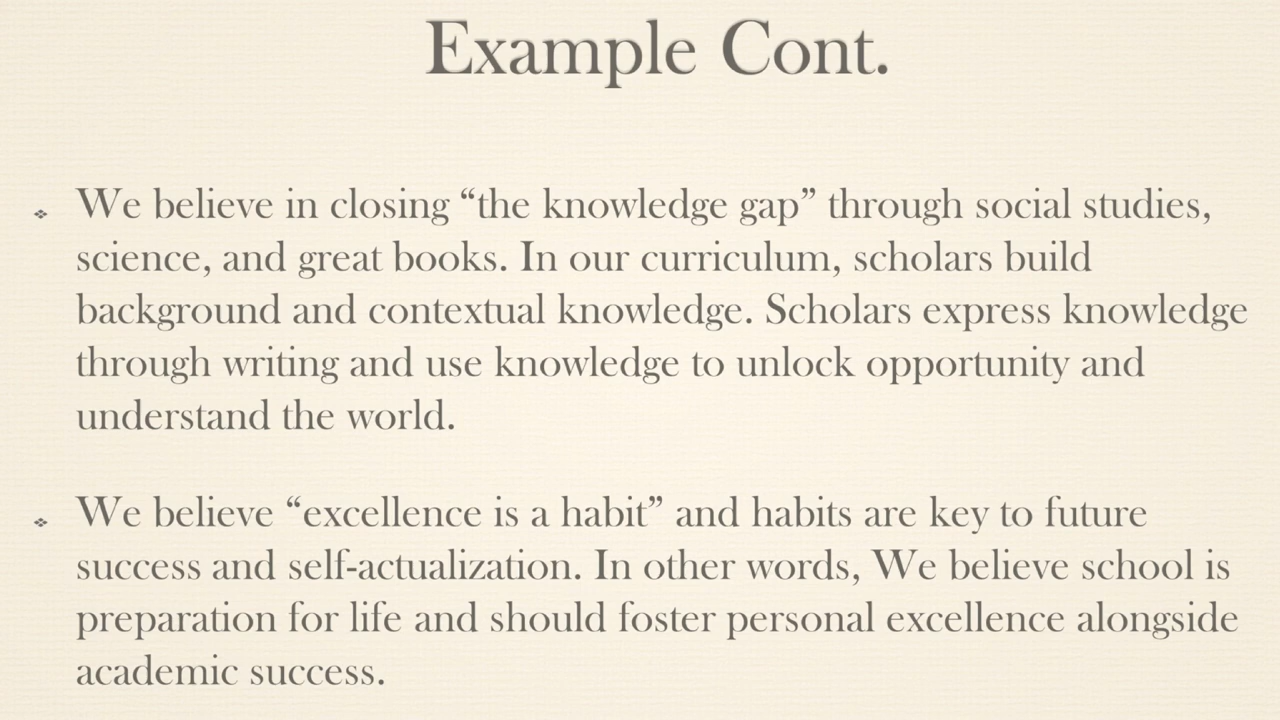 Example Cont.
We believe in closing “the knowledge gap” through social studies,
science, and great books. In our curriculum, scholars build
background and contextual knowledge. Scholars express knowledge
through writing and use knowledge to unlock opportunity and
understand the world.
We believe “excellence is a habit” and habits are key to future
success and self-actualization. In other words, We believe school is
preparation for life and should foster personal excellence alongside
academic success.